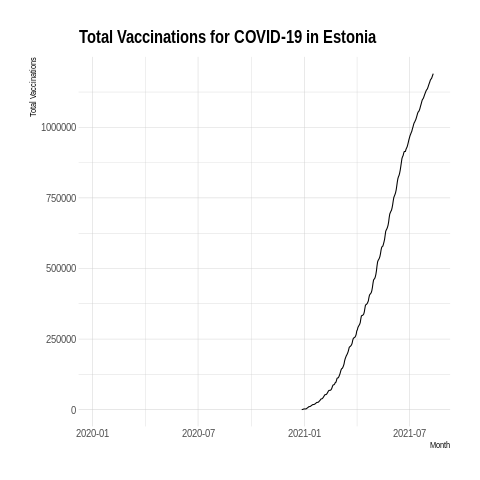 Total Vaccinations for COVID-19 in Estonia
Total Vaccinations
1000000
750000
500000
250000
0
2020-01 2020-07 2021-01 2021-07
Month